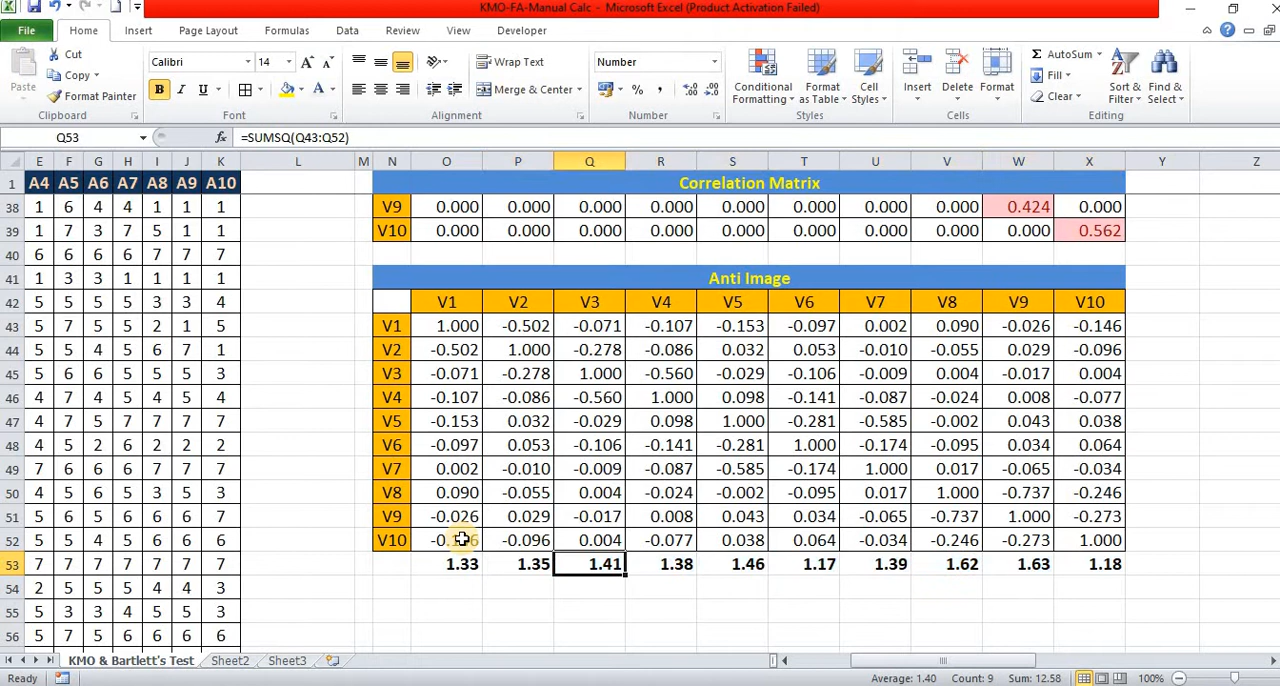 KMO-FA-Manual Calc - Microsoft Excel (Product Activation Failed)
File Home Insert Page Layout Formulas Data Review View Developer
Paste Cut Copy Format Painter Clipboard
Calibri 14 A A B I U A Font
Wrap Text Merge & Center Alignment
Number % , Number
Conditional Formatting Format as Table Cell Styles Styles
Insert Delete Format Cells
Σ AutoSum Fill Clear Sort & Filter Find & Select Editing
Q53 fx =SUMSQ(Q43:Q52)
E F G H I J K L M N O P Q R S T U V W X Y Z
1 A4 A5 A6 A7 A8 A9 A10 Correlation Matrix
38 1 6 4 4 1 1 1 V9 0.000 0.000 0.000 0.000 0.000 0.000 0.000 0.000 0.424 0.000
39 1 7 3 7 5 1 1 V10 0.000 0.000 0.000 0.000 0.000 0.000 0.000 0.000 0.000 0.562
40 6 6 6 6 7 7 7
41 1 3 3 1 1 1 1 Anti Image
42 5 5 5 5 3 3 4 V1 V2 V3 V4 V5 V6 V7 V8 V9 V10
43 5 7 5 5 2 1 5 V1 1.000 -0.502 -0.071 -0.107 -0.153 -0.097 0.002 0.090 -0.026 -0.146
44 5 5 4 5 6 7 1 V2 -0.502 1.000 -0.278 -0.086 0.032 0.053 -0.010 -0.055 0.029 -0.096
45 5 6 6 5 5 5 3 V3 -0.071 -0.278 1.000 -0.560 -0.029 -0.106 -0.009 0.004 -0.017 0.004
46 4 7 5 4 5 4 5 V4 -0.107 -0.086 -0.560 1.000 0.098 -0.141 -0.087 -0.024 0.008 -0.077
47 5 7 4 7 5 5 5 V5 -0.153 0.032 -0.029 0.098 1.000 -0.281 -0.585 -0.002 0.043 0.038
48 4 5 2 6 2 2 2 V6 -0.097 0.053 -0.106 -0.141 -0.281 1.000 -0.174 -0.095 0.034 0.064
49 7 6 6 6 7 7 7 V7 0.002 -0.010 -0.009 -0.087 -0.585 -0.174 1.000 0.017 -0.065 -0.034
50 4 5 6 5 3 5 3 V8 0.090 -0.055 0.004 -0.024 -0.002 -0.095 0.017 1.000 -0.737 -0.246
51 5 6 5 4 6 6 5 V9 -0.026 0.029 -0.017 0.008 0.043 0.034 -0.065 -0.737 1.000 -0.273
52 6 5 4 5 6 6 6 V10 -0.096 0.004 -0.077 0.038 0.064 -0.034 -0.246 -0.273 1.000
53 7 7 7 7 7 7 7 1.33 1.35 1.41 1.38 1.46 1.17 1.39 1.62 1.63 1.18
54 2 5 5 5 4 4 3
55 5 3 3 4 5 5 3
56 5 7 5 6 6 6 6
KMO & Bartlett's Test Sheet2 Sheet3
Ready Average: 1.40 Count: 9 Sum: 12.58 100%